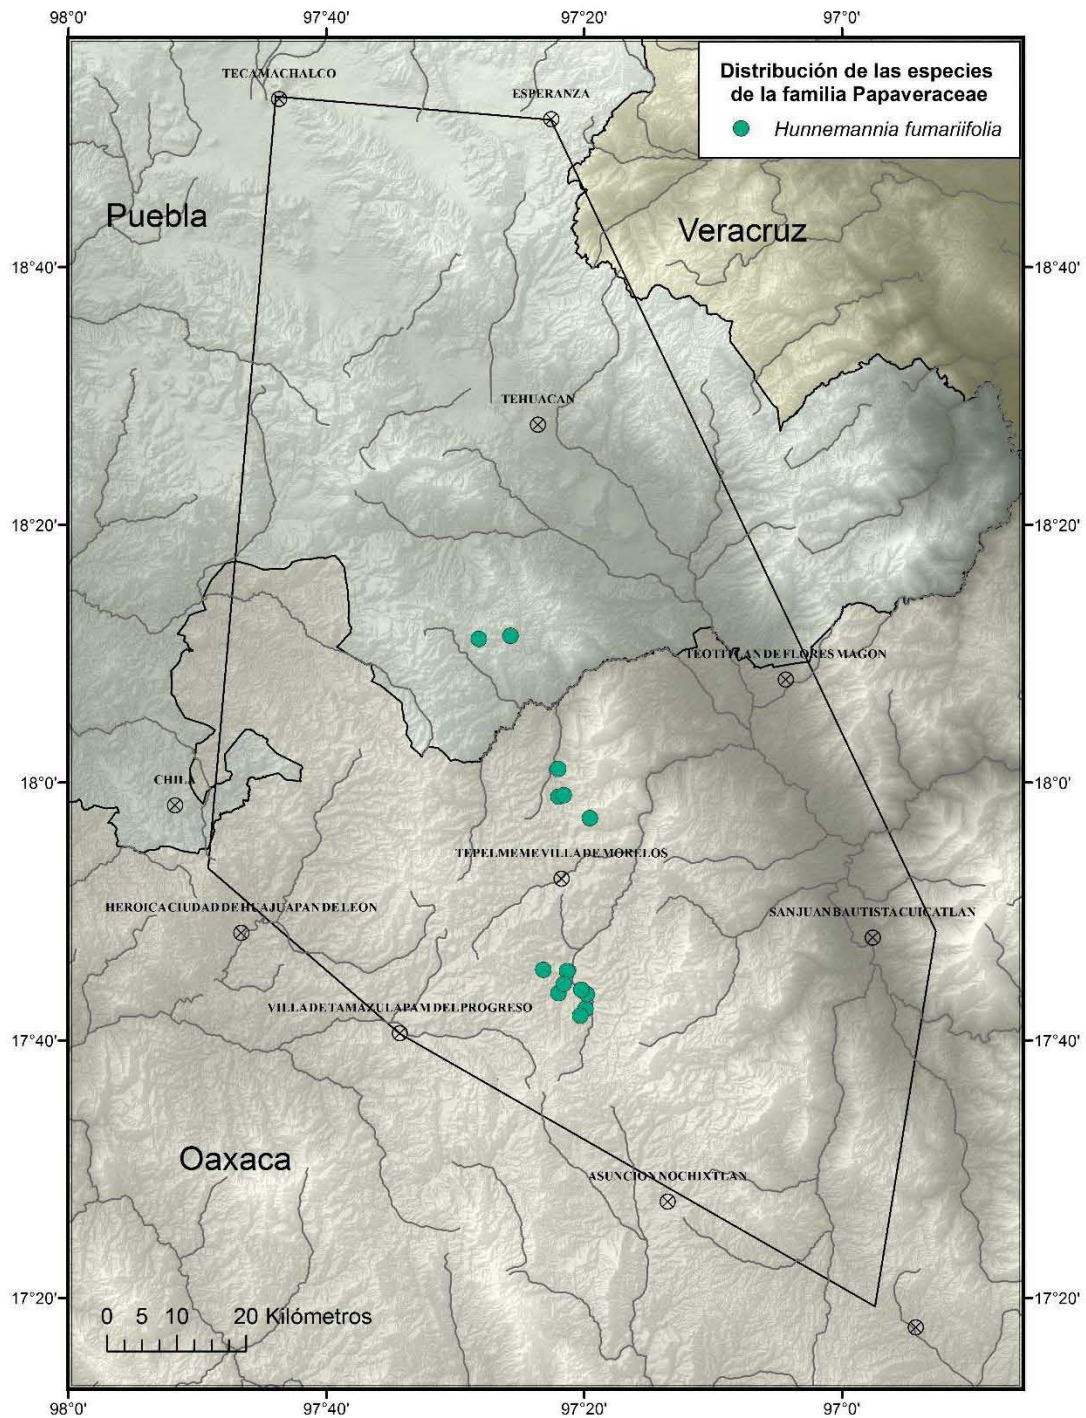 98°0'
97°40'
97°20'
97°0'
Distribución de las especies
de la familia Papaveraceae
Hunnemannia fumariifolia
TECAMACHALCO
ESPERANZA
Puebla
Veracruz
18°40'
18°40'
TEHUACAN
18°20'
18°20'
TEOTITLAN DE FLORES MAGON
18°0'
18°0'
CHILA
TEPELMEME VILLA DE MORELOS
HEROICA CIUDAD DE HUAJUAPAN DE LEON
SAN JUAN BAUTISTA CUICATLAN
VILLA DE TAMAZULAPAM DEL PROGRESO
17°40'
17°40'
Oaxaca
ASUNCION NOCHIXTLAN
17°20'
17°20'
0 5 10 20 Kilómetros
98°0'
97°40'
97°20'
97°0'